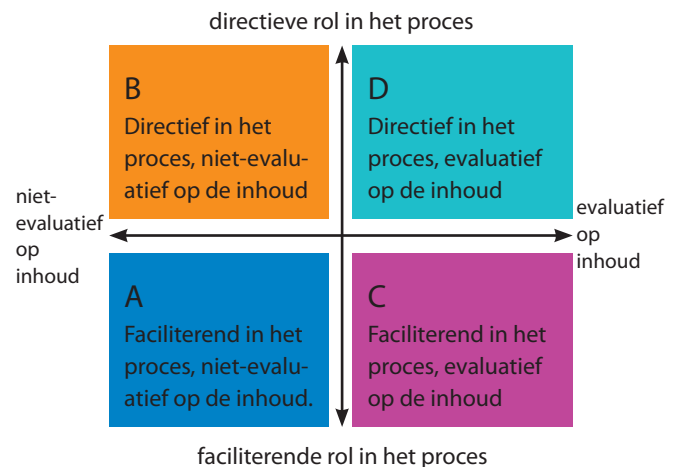 directieve rol in het proces
B
Directief in het
proces, niet-evalu-
atief op de inhoud
D
Directief in het
proces, evaluatief
op de inhoud
niet-
evaluatief
op
inhoud
evaluatief
op
inhoud
A
Faciliterend in het
proces, niet-evalu-
atief op de inhoud.
C
Faciliterend in het
proces, evaluatief
op de inhoud
faciliterende rol in het proces